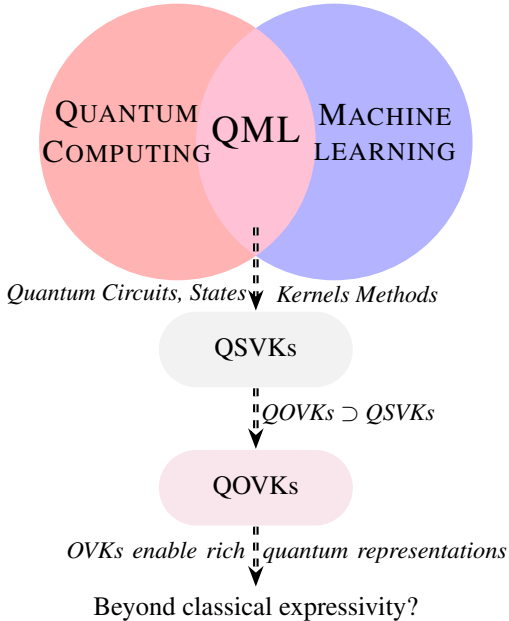 QUANTUM
COMPUTING
QML
MACHINE
LEARNING
Quantum Circuits, States
Kernels Methods
QSVKs
QOVKs ⊃ QSVKs
QOVKs
OVKs enable rich quantum representations
Beyond classical expressivity?